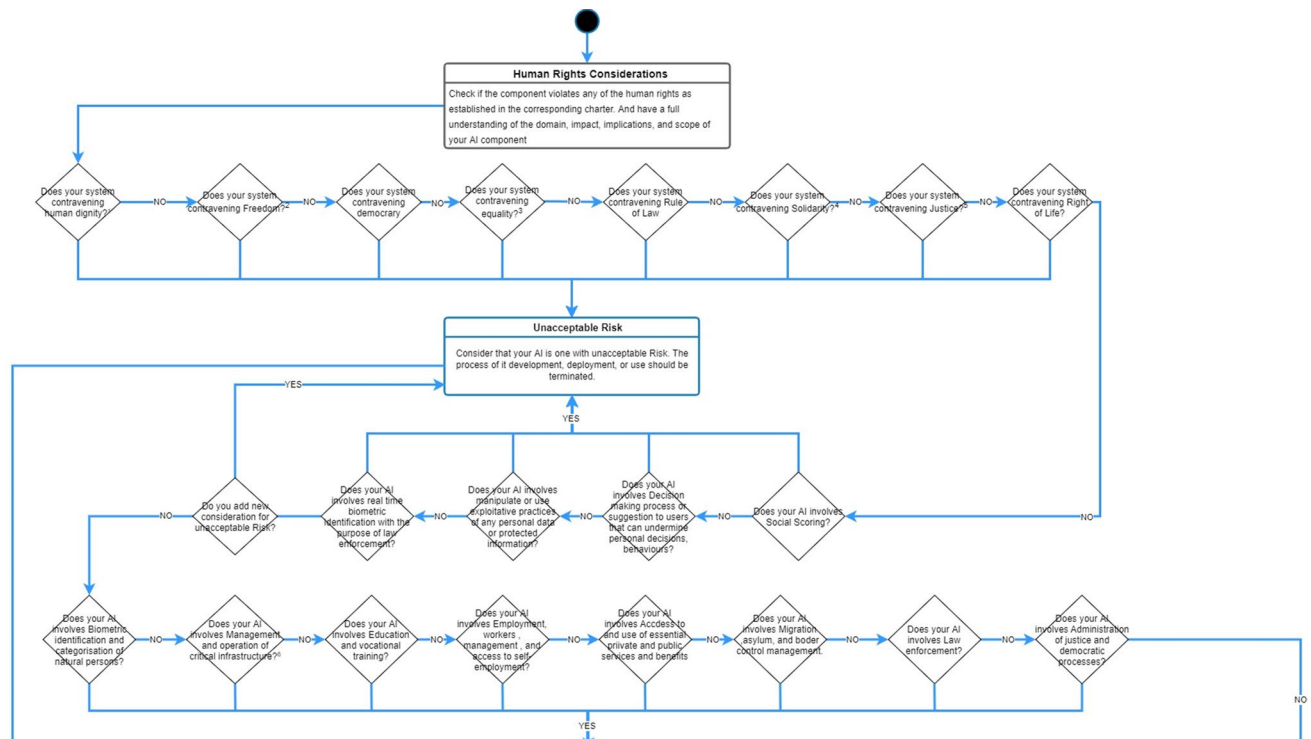 Human Rights Considerations
Check if the component violates any of the human rights as
established in the corresponding charter. And have a full
understanding of the domain, impact, implications, and scope of
your AI component
Does your system
contravening
human dignity?¹
NO
Does your system
contravening Freedom?²
NO
Does your system
contravening
democrary
NO
Does your system
contravening
equality?³
NO
Does your system
contravening Rule
of Law
NO
Does your system
contravening Solidarity?⁴
NO
Does your system
contravening Justice?⁵
NO
Does your system
contravening Right
of Life?
Unacceptable Risk
Consider that your AI is one with unacceptable Risk. The
process of it development, deployment, or use should be
terminated.
YES
YES
NO
Do you add new
consideration for
unacceptable Risk?
Does your AI
involves real time
biometric
identification with the
purpose of law
enforcement?
NO
Does your AI involves
manipulate or use
exploitative practices
of any personal data
or protected
information?
NO
Does your AI
involves Decision
making process or
suggestion to users
that can undermine
personal decisions,
behaviours?
NO
Does your AI involves
Social Scoring?
NO
Does your AI
involves Biometric
identification and
categorisation of
natural persons?
NO
Does your AI
involves Management
and operation of
critical infrastructure?⁶
NO
Does your AI
involves Education
and vocational
training?
NO
Does your AI
involves Employment,
workers ,
management , and
access to self-
employment?
NO
Does your AI
involves Accdess to
and use of essential
private and public
services and benefits
NO
Does your AI
involves Migration
asylum, and boder
control management.
NO
Does your AI
involves Law
enforcement?
NO
Does your AI
involves Administration
of justice and
democratic
processes?
NO
YES